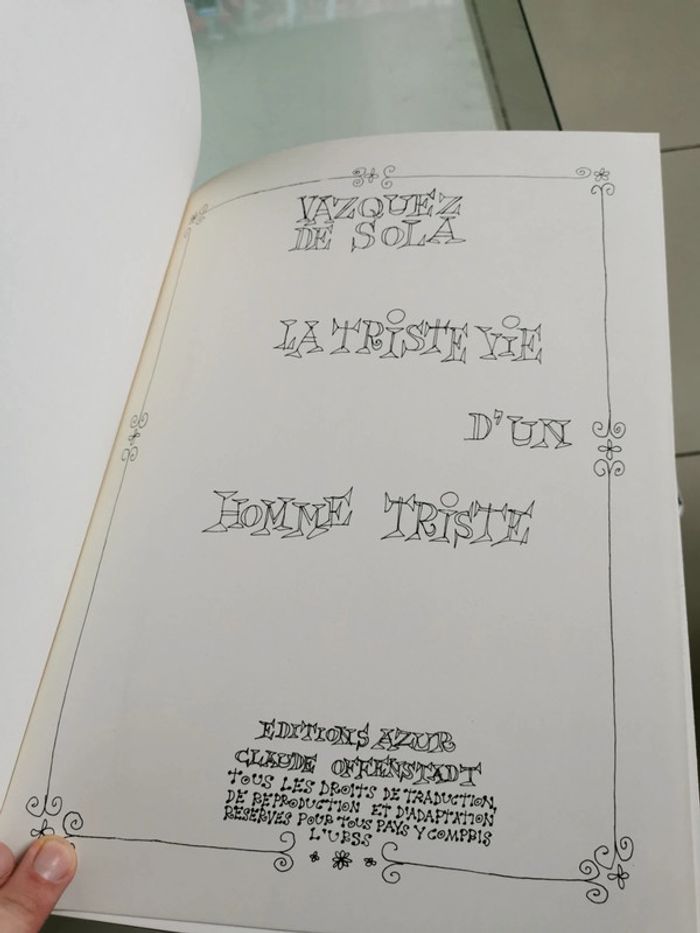 VAZQUEZ
DE SOLA
LA TRiSTE ViE
D'UN
HOMME TRiSTE
EDITIONS AZUR
CLAUDE OFFENSTADT
TOUS LES DROITS DE TRADUCTION,
DE REPRODUCTION ET D'ADAPTATION
RESERVES POUR TOUS PAYS Y COMPRIS
L'URSS